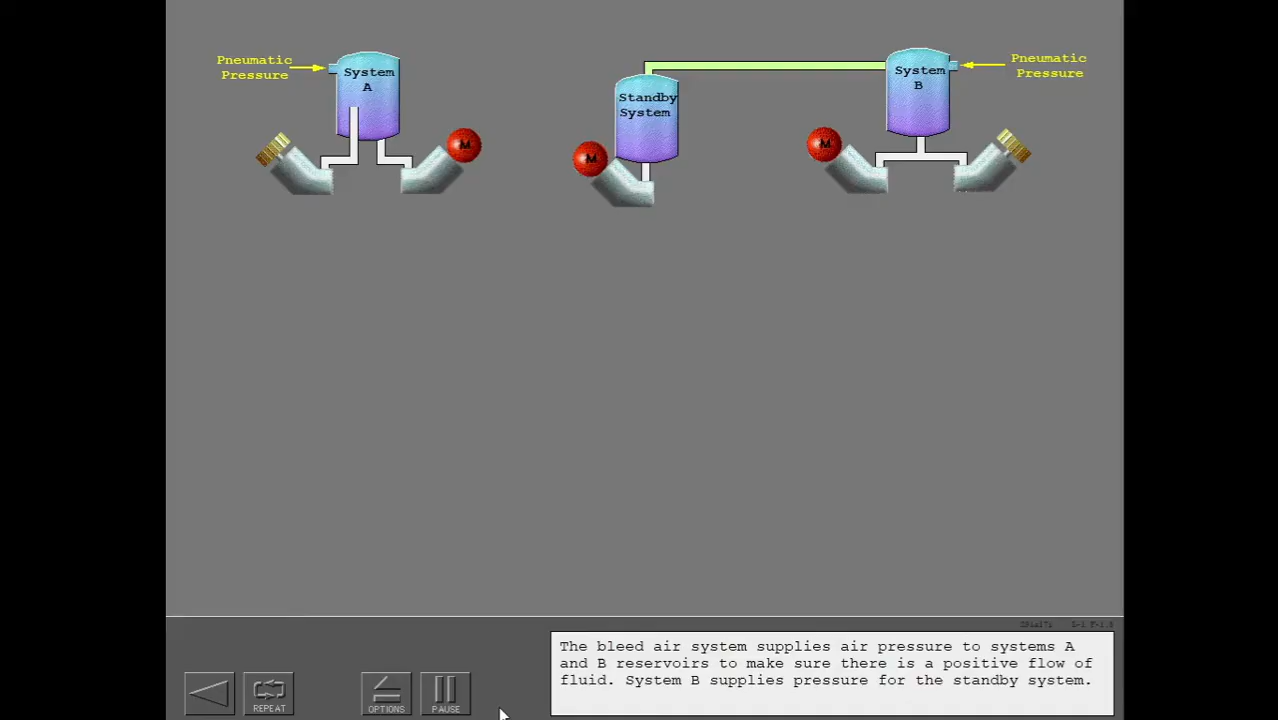 Pneumatic
Pressure
System
A
Standby
System
System
B
Pneumatic
Pressure
M
M
M
The bleed air system supplies air pressure to systems A
and B reservoirs to make sure there is a positive flow of
fluid. System B supplies pressure for the standby system.
REPEAT
OPTIONS
PAUSE